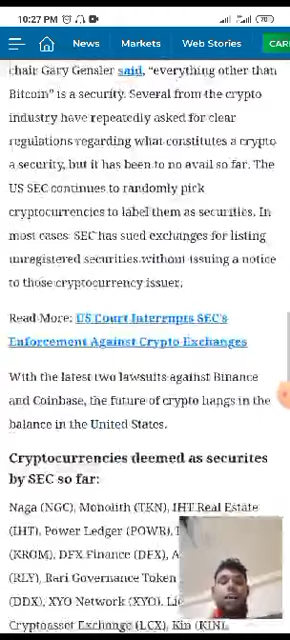 10:27 PM
70
News Markets Web Stories CAR
chair Gary Gensler said, “everything other than
Bitcoin” is a security. Several from the crypto
industry have repeatedly asked for clear
regulations regarding what constitutes a crypto
a security, but it has been to no avail so far. The
US SEC continues to randomly pick
cryptocurrencies to label them as securities. In
most cases SEC has sued exchanges for listing
unregistered securities without issuing a notice
to those cryptocurrency issuer.
Read More: US Court Interrupts SEC's
Enforcement Against Crypto Exchanges
With the latest two lawsuits against Binance
and Coinbase, the future of crypto hangs in the
balance in the United States.
Cryptocurrencies deemed as securites
by SEC so far:
Naga (NGC), Monolith (TKN), IHT Real Estate
(IHT), Power Ledger (POWR),
(KROM), DFX Finance (DFX), A
(RLY), Rari Governance Token
(DDX), XYO Network (XYO),
Cryptoasset Exchange (LCX), Kin (KIN),